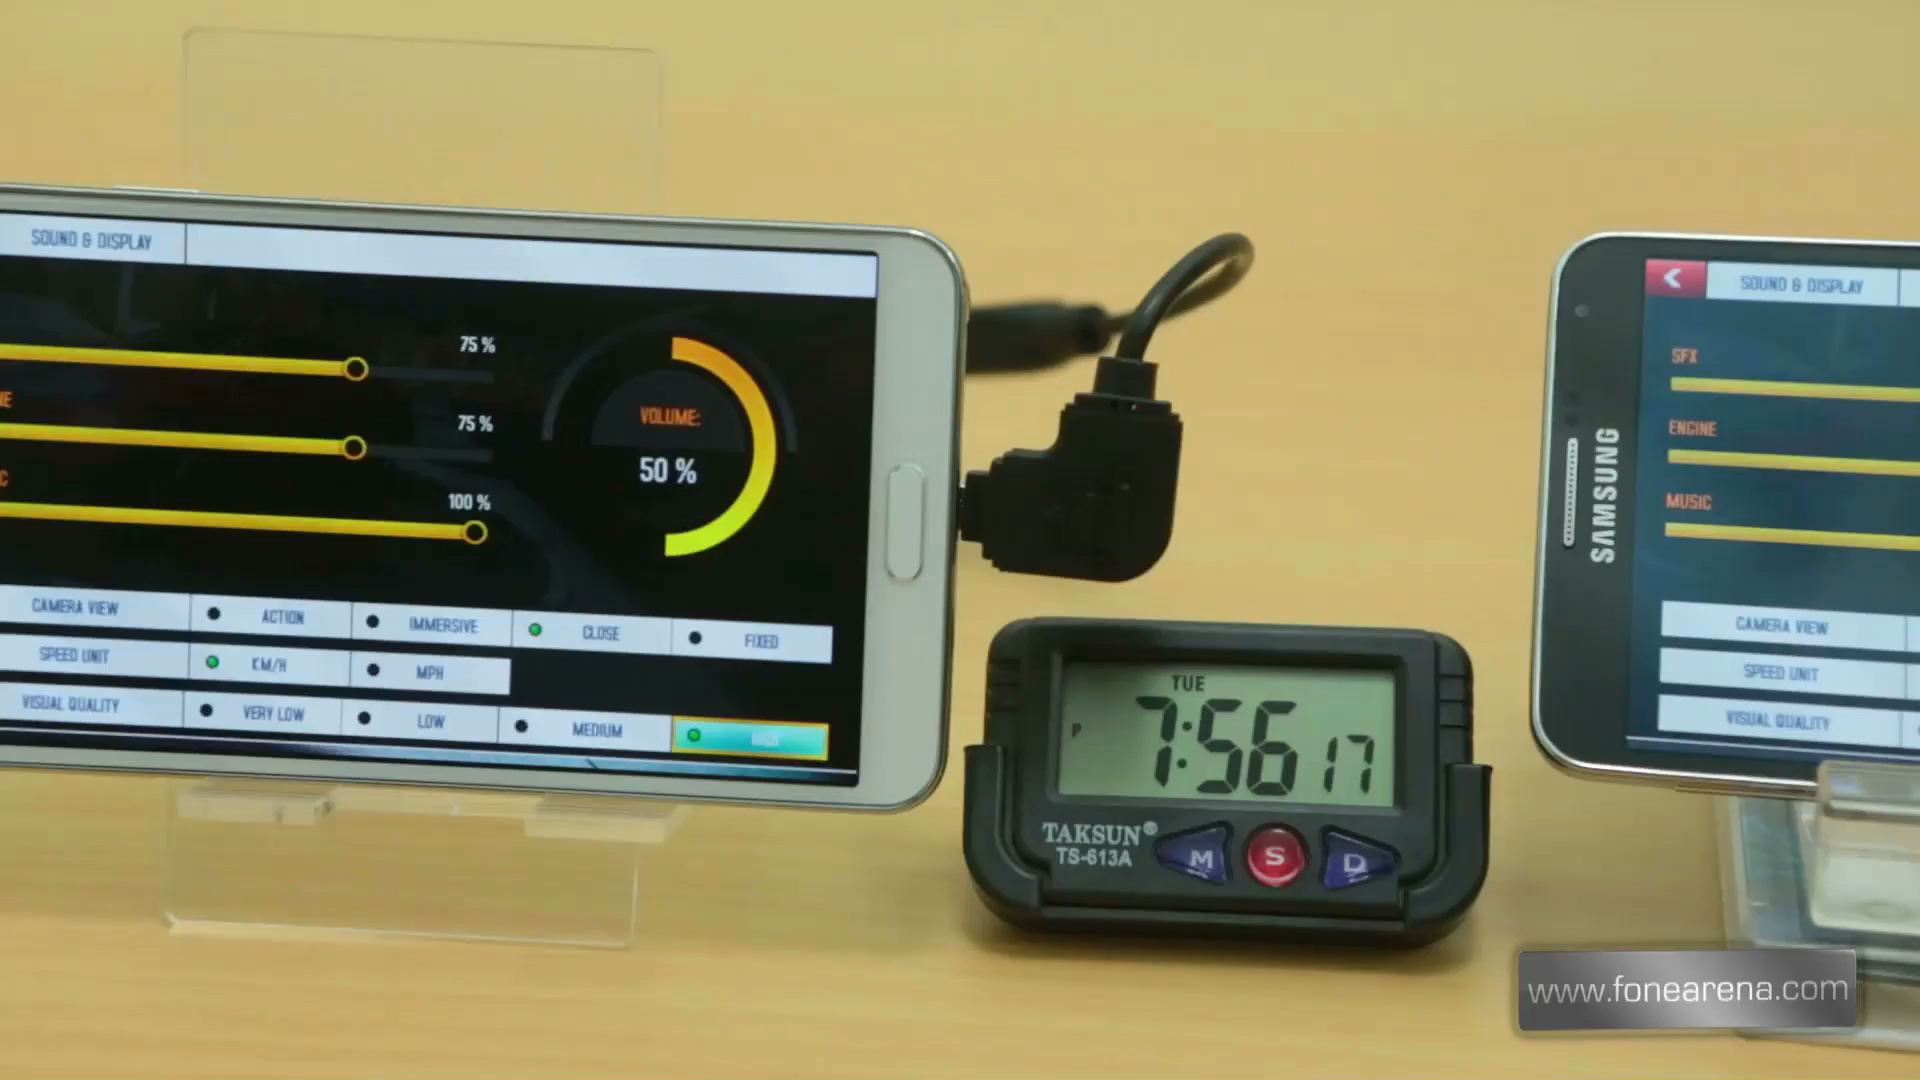 SOUND & DISPLAY
75 %
75 %
100 %
VOLUME:
50 %
CAMERA VIEW ACTION IMMERSIVE CLOSE FIXED
SPEED UNIT KM/H MPH
VISUAL QUALITY VERY LOW LOW MEDIUM HIGH
TUE
P 7:56 17
TAKSUN®
TS-613A
M S D
SAMSUNG
SOUND & DISPLAY
SFX
ENGINE
MUSIC
CAMERA VIEW
SPEED UNIT
VISUAL QUALITY
www.fonearena.com